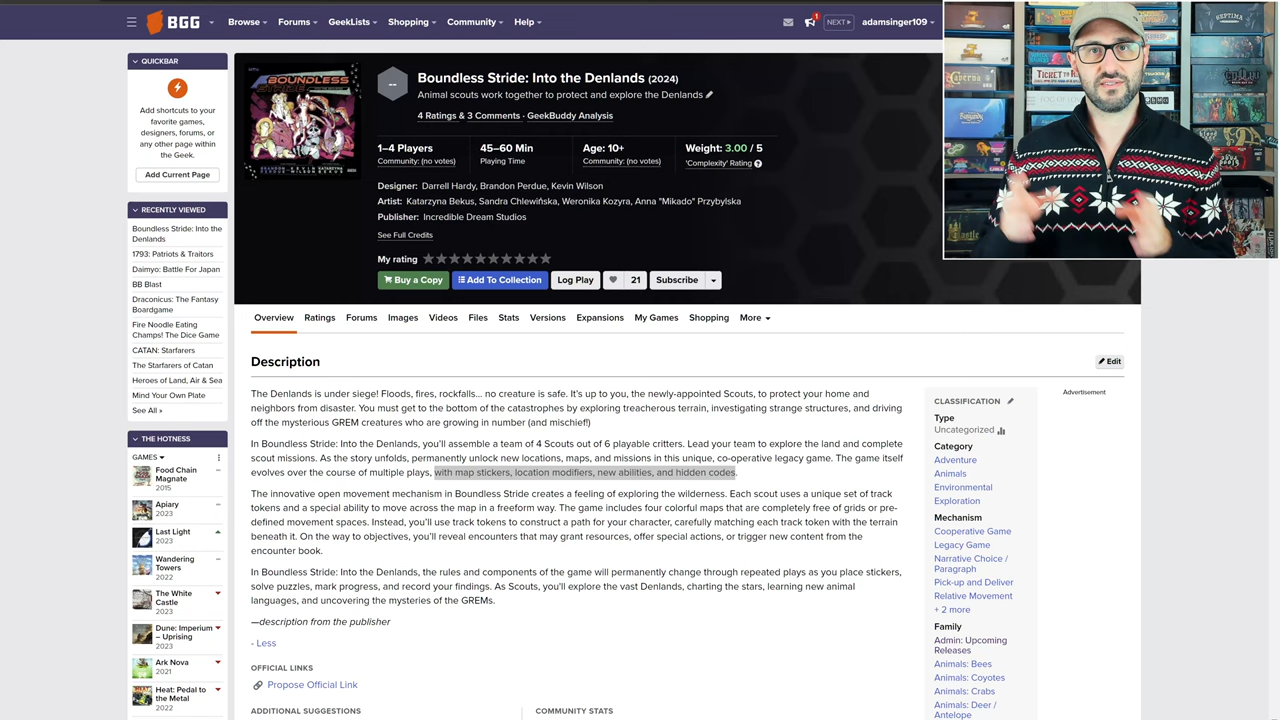 BGG
Browse
Forums
GeekLists
Shopping
Community
Help
1
NEXT
adamsinger109
QUICKBAR
Add shortcuts to your
favorite games,
designers, forums, or
any other page within
the Geek.
Add Current Page
RECENTLY VIEWED
Boundless Stride: Into the
Denlands
1793: Patriots & Traitors
Daimyo: Battle For Japan
BB Blast
Draconicus: The Fantasy
Boardgame
Fire Noodle Eating
Champs! The Dice Game
CATAN: Starfarers
The Starfarers of Catan
Heroes of Land, Air & Sea
Mind Your Own Plate
See All »
THE HOTNESS
GAMES
Food Chain
Magnate
2015
Apiary
2023
Last Light
2023
Wandering
Towers
2022
The White
Castle
2023
Dune: Imperium
– Uprising
2023
Ark Nova
2021
Heat: Pedal to
the Metal
2022
BOUNDLESS
STRIDE
--
Boundless Stride: Into the Denlands (2024)
Animal scouts work together to protect and explore the Denlands
4 Ratings & 3 Comments · GeekBuddy Analysis
1–4 Players
Community: (no votes)
45–60 Min
Playing Time
Age: 10+
Community: (no votes)
Weight: 3.00 / 5
'Complexity' Rating
Designer: Darrell Hardy, Brandon Perdue, Kevin Wilson
Artist: Katarzyna Bekus, Sandra Chlewińska, Weronika Kozyra, Anna "Mikado" Przybylska
Publisher: Incredible Dream Studios
See Full Credits
My rating
Buy a Copy
Add To Collection
Log Play
21
Subscribe
Overview
Ratings
Forums
Images
Videos
Files
Stats
Versions
Expansions
My Games
Shopping
More
Description
Edit
The Denlands is under siege! Floods, fires, rockfalls... no creature is safe. It's up to you, the newly-appointed Scouts, to protect your home and
neighbors from disaster. You must get to the bottom of the catastrophes by exploring treacherous terrain, investigating strange structures, and driving
off the mysterious GREM creatures who are growing in number (and mischief!)
In Boundless Stride: Into the Denlands, you'll assemble a team of 4 Scouts out of 6 playable critters. Lead your team to explore the land and complete
scout missions. As the story unfolds, permanently unlock new locations, maps, and missions in this unique, co-operative legacy game. The game itself
evolves over the course of multiple plays, with map stickers, location modifiers, new abilities, and hidden codes.
The innovative open movement mechanism in Boundless Stride creates a feeling of exploring the wilderness. Each scout uses a unique set of track
tokens and a special ability to move across the map in a freeform way. The game includes four colorful maps that are completely free of grids or pre-
defined movement spaces. Instead, you'll use track tokens to construct a path for your character, carefully matching each track token with the terrain
beneath it. On the way to objectives, you'll reveal encounters that may grant resources, offer special actions, or trigger new content from the
encounter book.
In Boundless Stride: Into the Denlands, the rules and components of the game will permanently change through repeated plays as you place stickers,
solve puzzles, mark progress, and record your findings. As Scouts, you'll explore the vast Denlands, charting the stars, learning new animal
languages, and uncovering the mysteries of the GREMs.
—description from the publisher
- Less
OFFICIAL LINKS
Propose Official Link
ADDITIONAL SUGGESTIONS
COMMUNITY STATS
Advertisement
CLASSIFICATION
Type
Uncategorized
Category
Adventure
Animals
Environmental
Exploration
Mechanism
Cooperative Game
Legacy Game
Narrative Choice /
Paragraph
Pick-up and Deliver
Relative Movement
+ 2 more
Family
Admin: Upcoming
Releases
Animals: Bees
Animals: Coyotes
Animals: Crabs
Animals: Deer /
Antelope
Caverna
TICKET TO
KEPTIMA
Castle